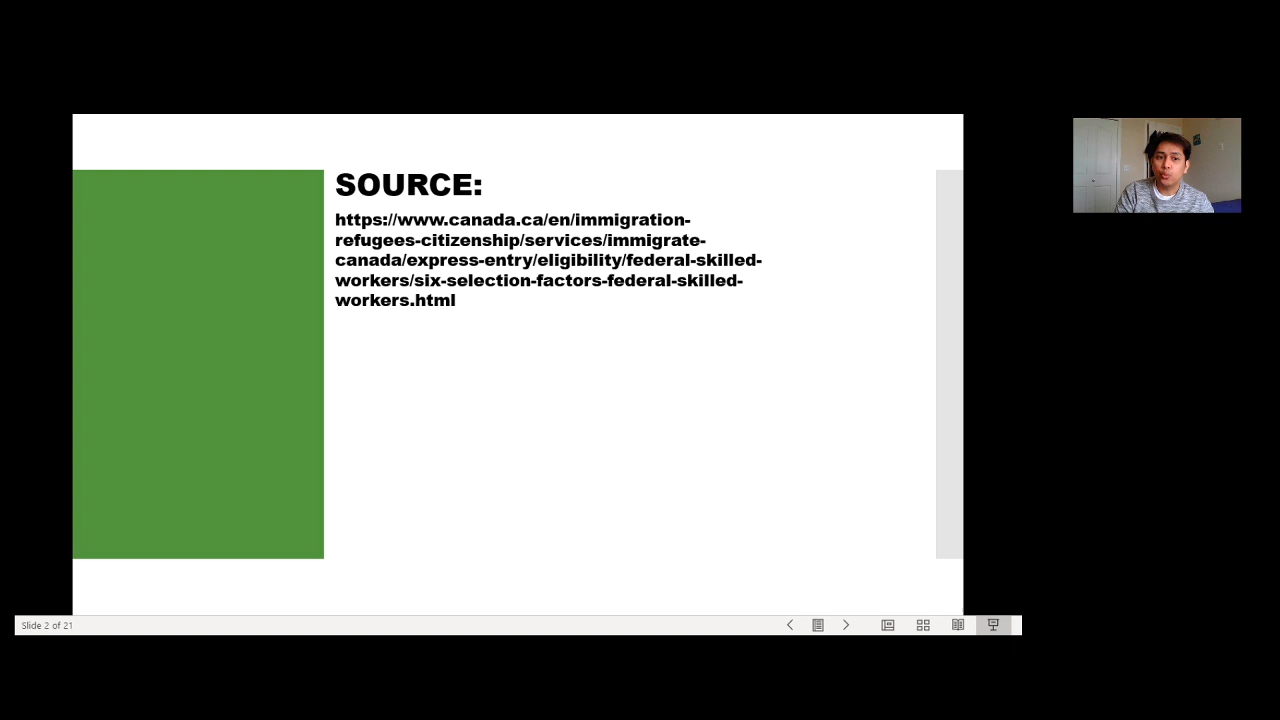 SOURCE:
https://www.canada.ca/en/immigration-
refugees-citizenship/services/immigrate-
canada/express-entry/eligibility/federal-skilled-
workers/six-selection-factors-federal-skilled-
workers.html
Slide 2 of 21